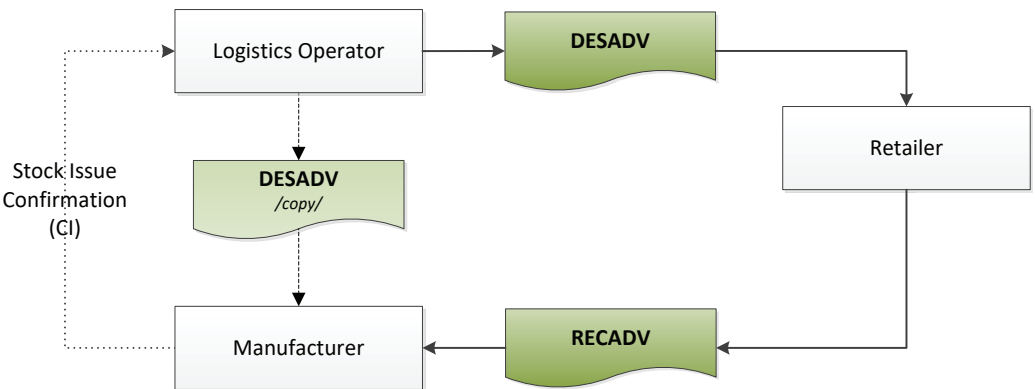 Logistics Operator
DESADV
Retailer
Stock Issue
Confirmation
(CI)
DESADV
/copy/
Manufacturer
RECADV